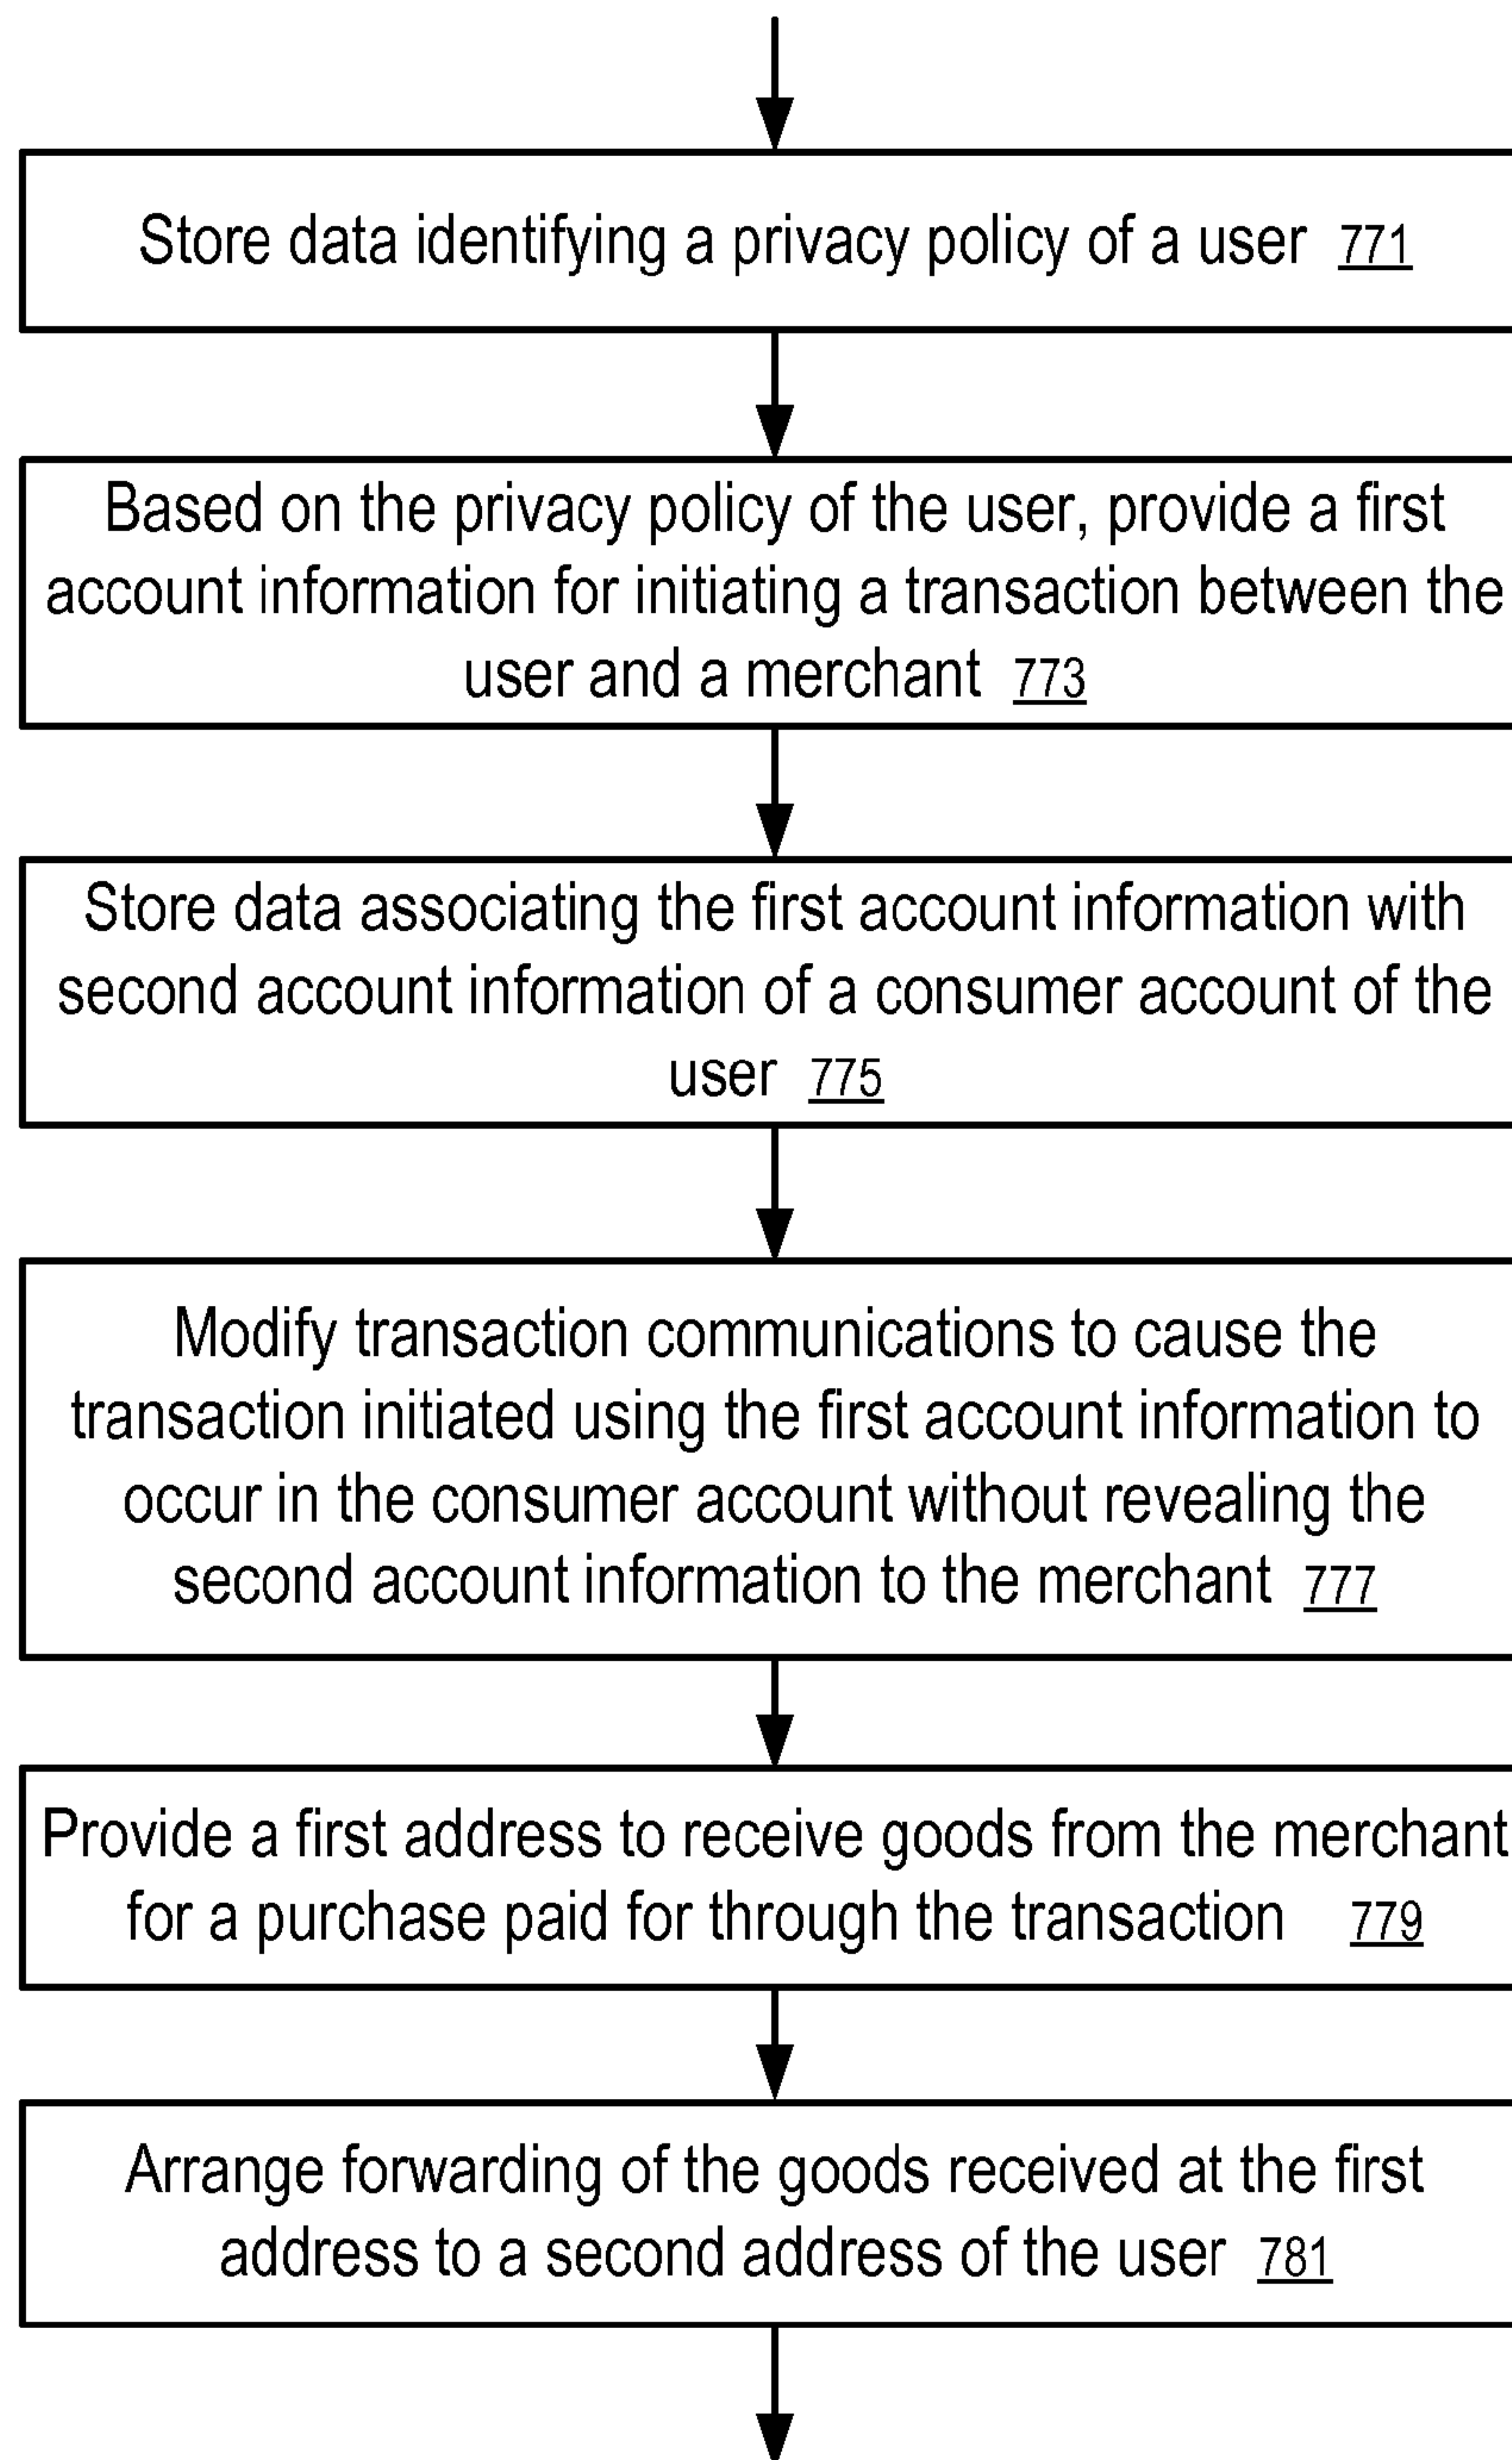 Store data identifying a privacy policy of a user 771
Based on the privacy policy of the user, provide a first
account information for initiating a transaction between the
user and a merchant 773
Store data associating the first account information with
second account information of a consumer account of the
user 775
Modify transaction communications to cause the
transaction initiated using the first account information to
occur in the consumer account without revealing the
second account information to the merchant 777
Provide a first address to receive goods from the merchant
for a purchase paid for through the transaction 779
Arrange forwarding of the goods received at the first
address to a second address of the user 781